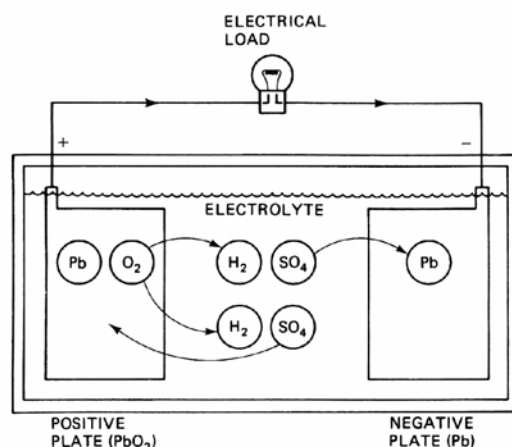 ELECTRICAL
LOAD
+
−
ELECTROLYTE
Pb
O₂
H₂
SO₄
Pb
H₂
SO₄
POSITIVE
PLATE (PbO₂)
NEGATIVE
PLATE (Pb)